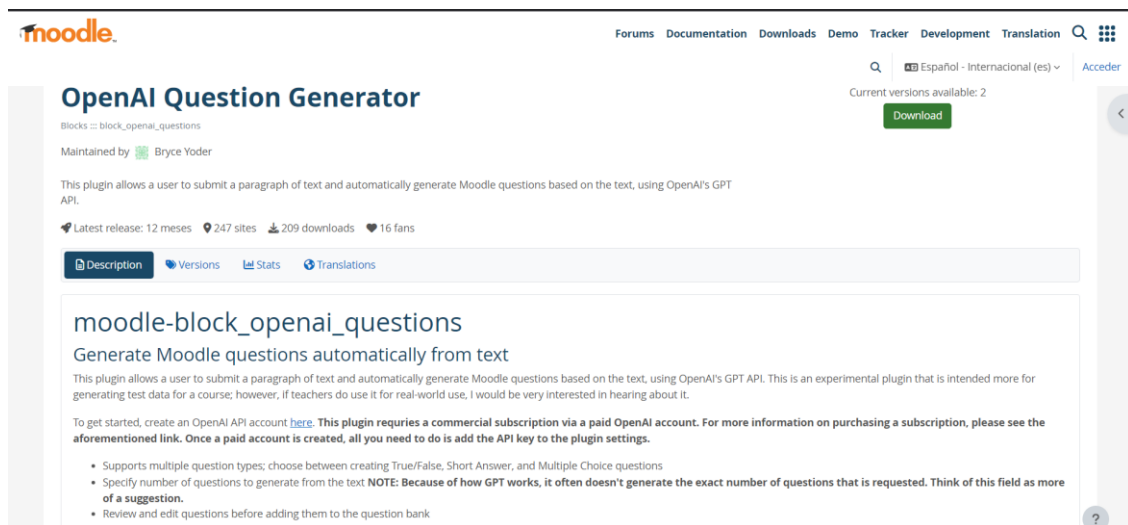 moodle
Forums Documentation Downloads Demo Tracker Development Translation
Español - Internacional (es)
Acceder
OpenAI Question Generator
Current versions available: 2
Download
Blocks ::: block_openai_questions
Maintained by Bryce Yoder
This plugin allows a user to submit a paragraph of text and automatically generate Moodle questions based on the text, using OpenAI's GPT
API.
Latest release: 12 meses 247 sites 209 downloads 16 fans
Description Versions Stats Translations
moodle-block_openai_questions
Generate Moodle questions automatically from text
This plugin allows a user to submit a paragraph of text and automatically generate Moodle questions based on the text, using OpenAI's GPT API. This is an experimental plugin that is intended more for
generating test data for a course; however, if teachers do use it for real-world use, I would be very interested in hearing about it.
To get started, create an OpenAI API account here. This plugin requries a commercial subscription via a paid OpenAI account. For more information on purchasing a subscription, please see the
aforementioned link. Once a paid account is created, all you need to do is add the API key to the plugin settings.
• Supports multiple question types; choose between creating True/False, Short Answer, and Multiple Choice questions
• Specify number of questions to generate from the text NOTE: Because of how GPT works, it often doesn't generate the exact number of questions that is requested. Think of this field as more
of a suggestion.
• Review and edit questions before adding them to the question bank
?